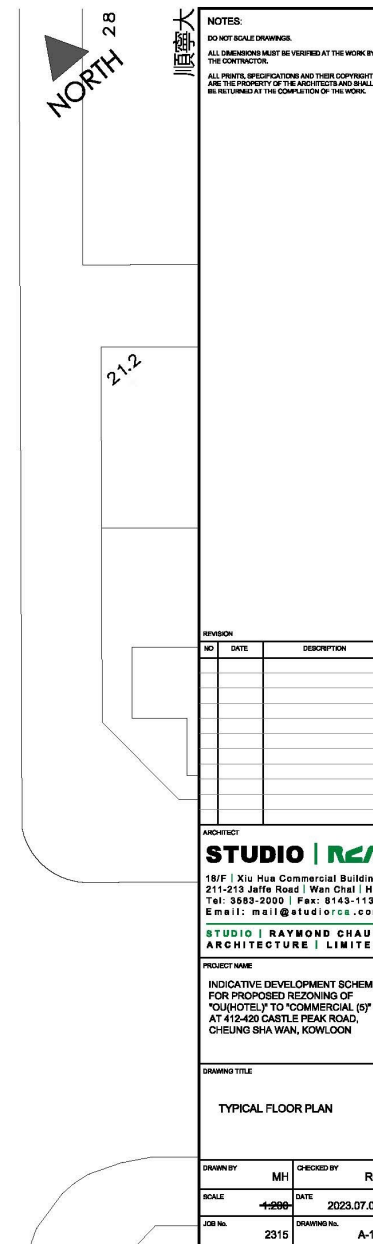 28
NORTH
順寧大
21.2
NOTES:
DO NOT SCALE DRAWINGS.
ALL DIMENSIONS MUST BE VERIFIED AT THE WORK BY
THE CONTRACTOR.
ALL PRINTS, SPECIFICATIONS AND THEIR COPYRIGHT
ARE THE PROPERTY OF THE ARCHITECTS AND SHALL
BE RETURNED AT THE COMPLETION OF THE WORK.
REVISION
NO DATE DESCRIPTION
ARCHITECT
STUDIO |
18/F | Xiu Hua Commercial Buildin
211-213 Jaffe Road | Wan Chai | H
Tel: 3583-2000 | Fax: 8143-113
Email: mail@studiorca.co
STUDIO | RAYMOND CHAU
ARCHITECTURE | LIMITE
PROJECT NAME
INDICATIVE DEVELOPMENT SCHEM
FOR PROPOSED REZONING OF
"OU(HOTEL)" TO "COMMERCIAL (5)"
AT 412-420 CASTLE PEAK ROAD,
CHEUNG SHA WAN, KOWLOON
DRAWING TITLE
TYPICAL FLOOR PLAN
DRAWN BY MH CHECKED BY R
SCALE 1:200 DATE 2023.07.0
JOB No. 2315 DRAWING No. A-1